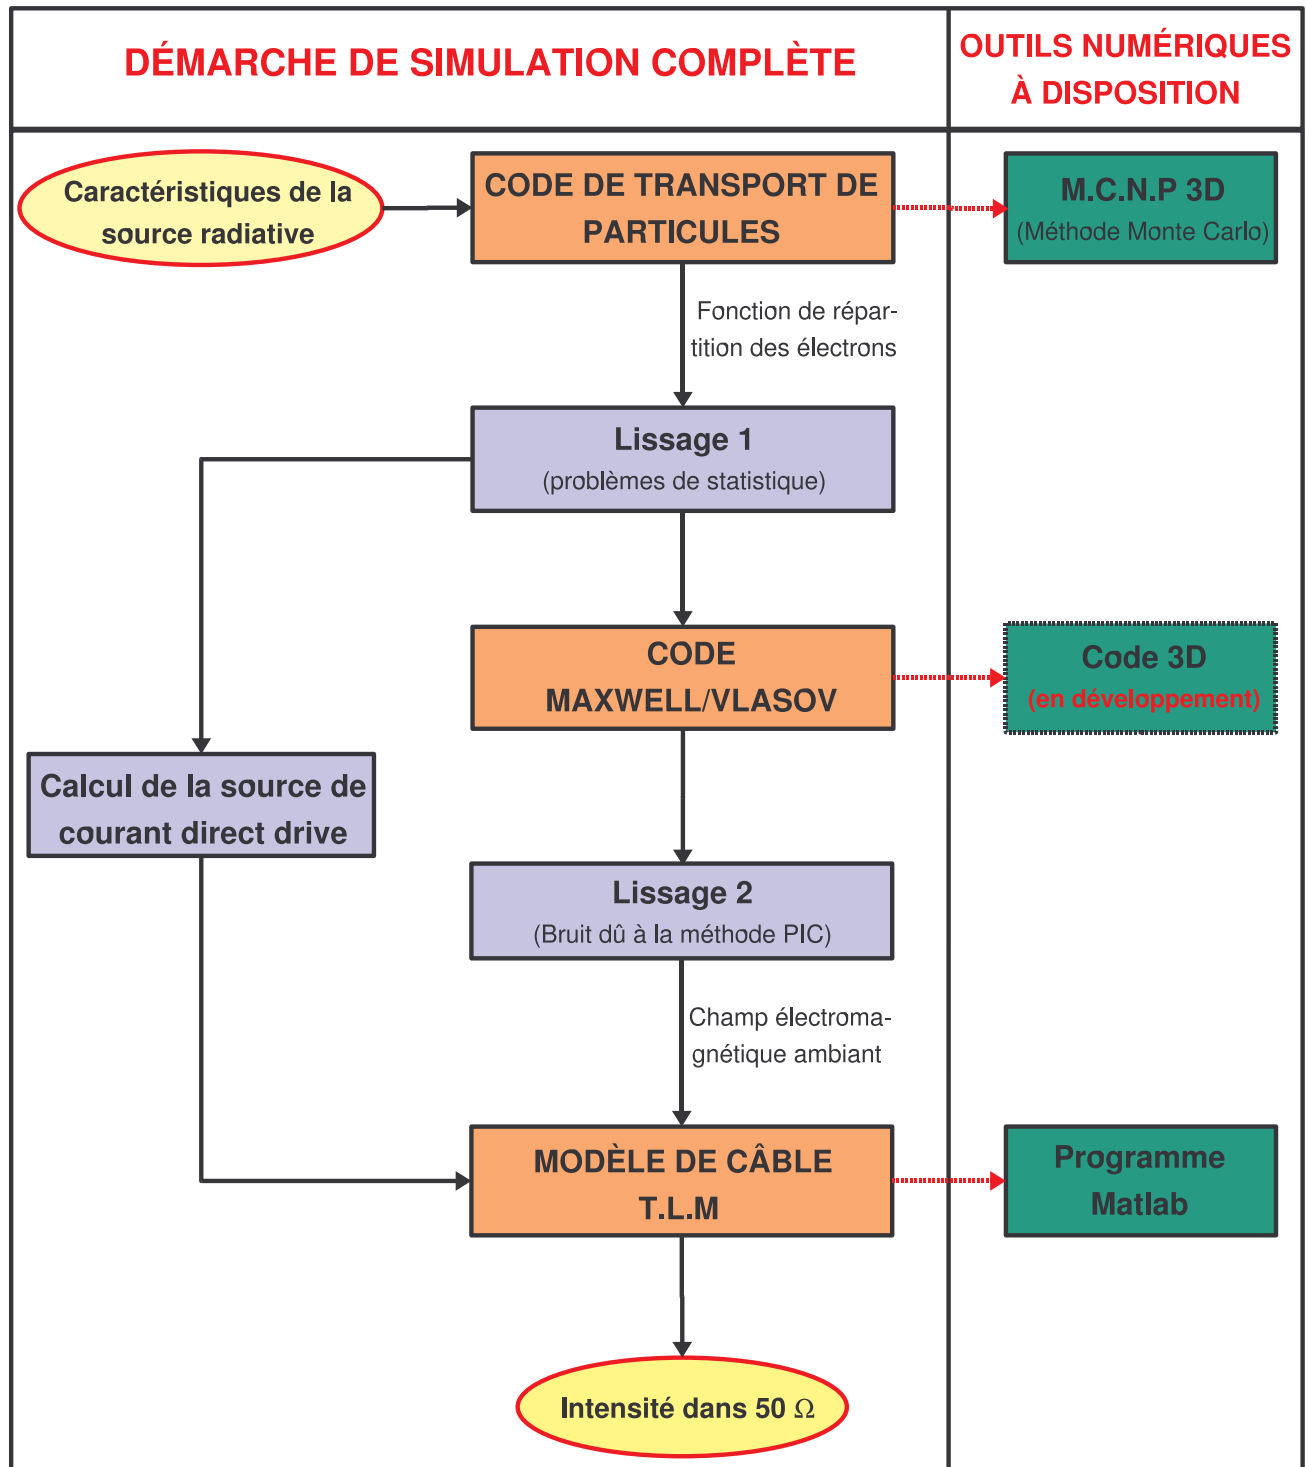 DÉMARCHE DE SIMULATION COMPLÈTE
OUTILS NUMÉRIQUES
À DISPOSITION
Caractéristiques de la
source radiative
CODE DE TRANSPORT DE
PARTICULES
M.C.N.P 3D
(Méthode Monte Carlo)
Fonction de répar-
tition des électrons
Lissage 1
(problèmes de statistique)
CODE
MAXWELL/VLASOV
Code 3D
(en développement)
Calcul de la source de
courant direct drive
Lissage 2
(Bruit dû à la méthode PIC)
Champ électroma-
gnétique ambiant
MODÈLE DE CÂBLE
T.L.M
Programme
Matlab
Intensité dans 50 Ω